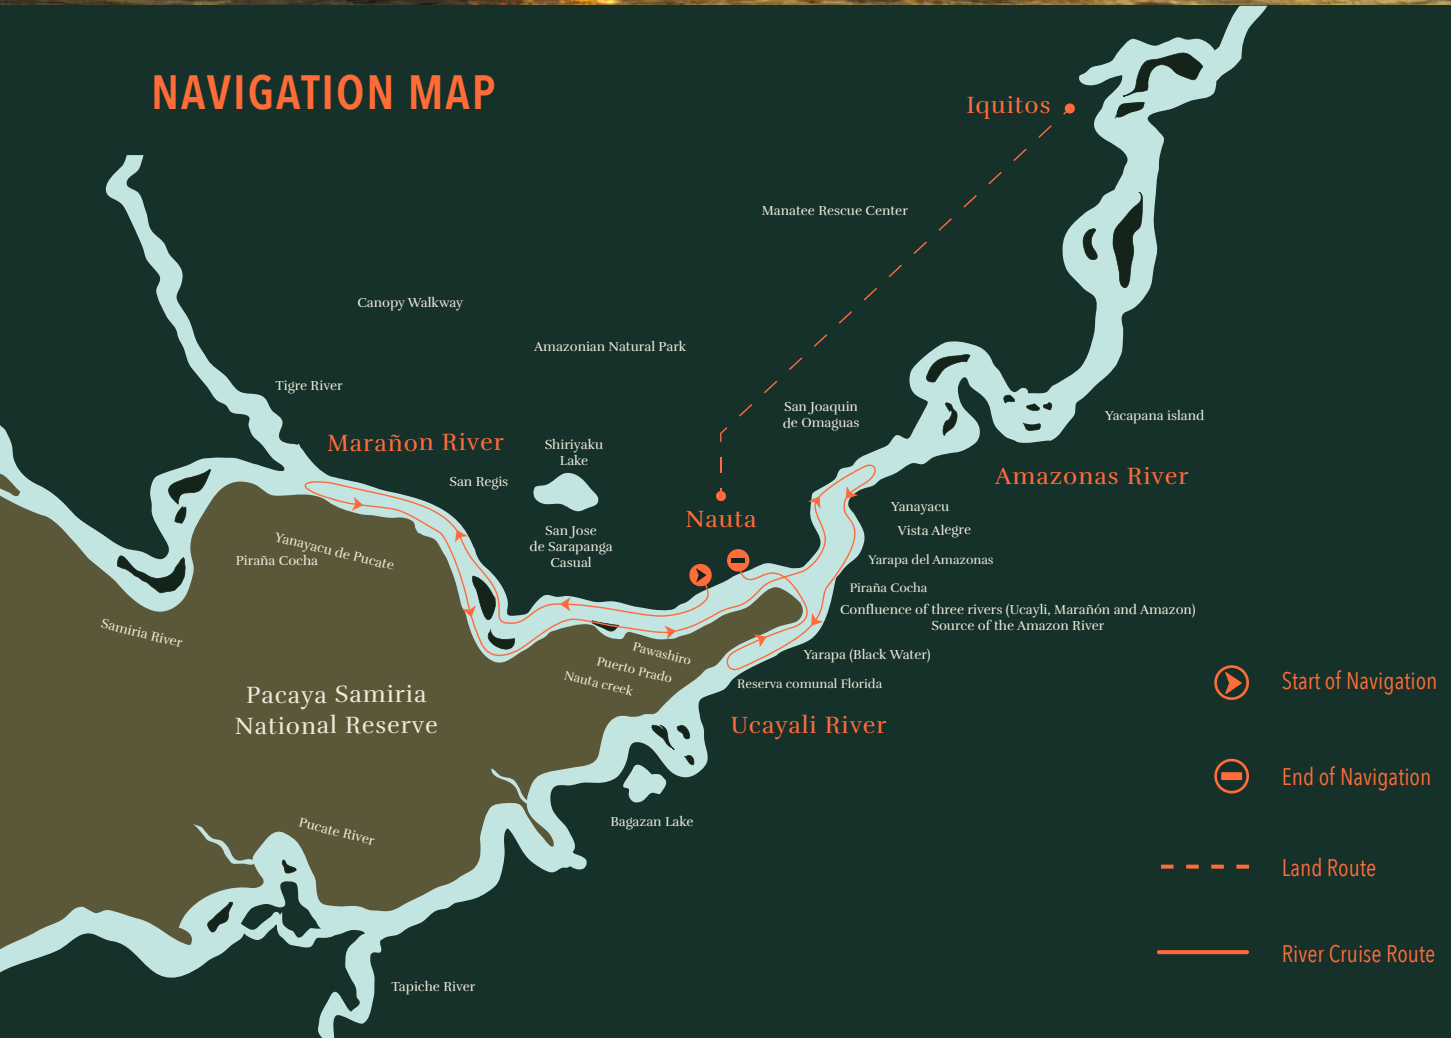 NAVIGATION MAP
Iquitos
Manatee Rescue Center
Canopy Walkway
Amazonian Natural Park
Tigre River
San Joaquin
de Omaguas
Yacapana island
Marañon River
Shiriyaku
Lake
San Regis
Amazonas River
Nauta
Yanayacu
San Jose
de Sarapanga
Casual
Vista Alegre
Yanayacu de Pucate
Piraña Cocha
Yarapa del Amazonas
Piraña Cocha
Confluence of three rivers (Ucayli, Marañón and Amazon)
Source of the Amazon River
Samiria River
Pawashiro
Puerto Prado
Nauta creek
Yarapa (Black Water)
Reserva comunal Florida
Pacaya Samiria
National Reserve
Ucayali River
Start of Navigation
End of Navigation
Bagazan Lake
Pucate River
Land Route
River Cruise Route
Tapiche River